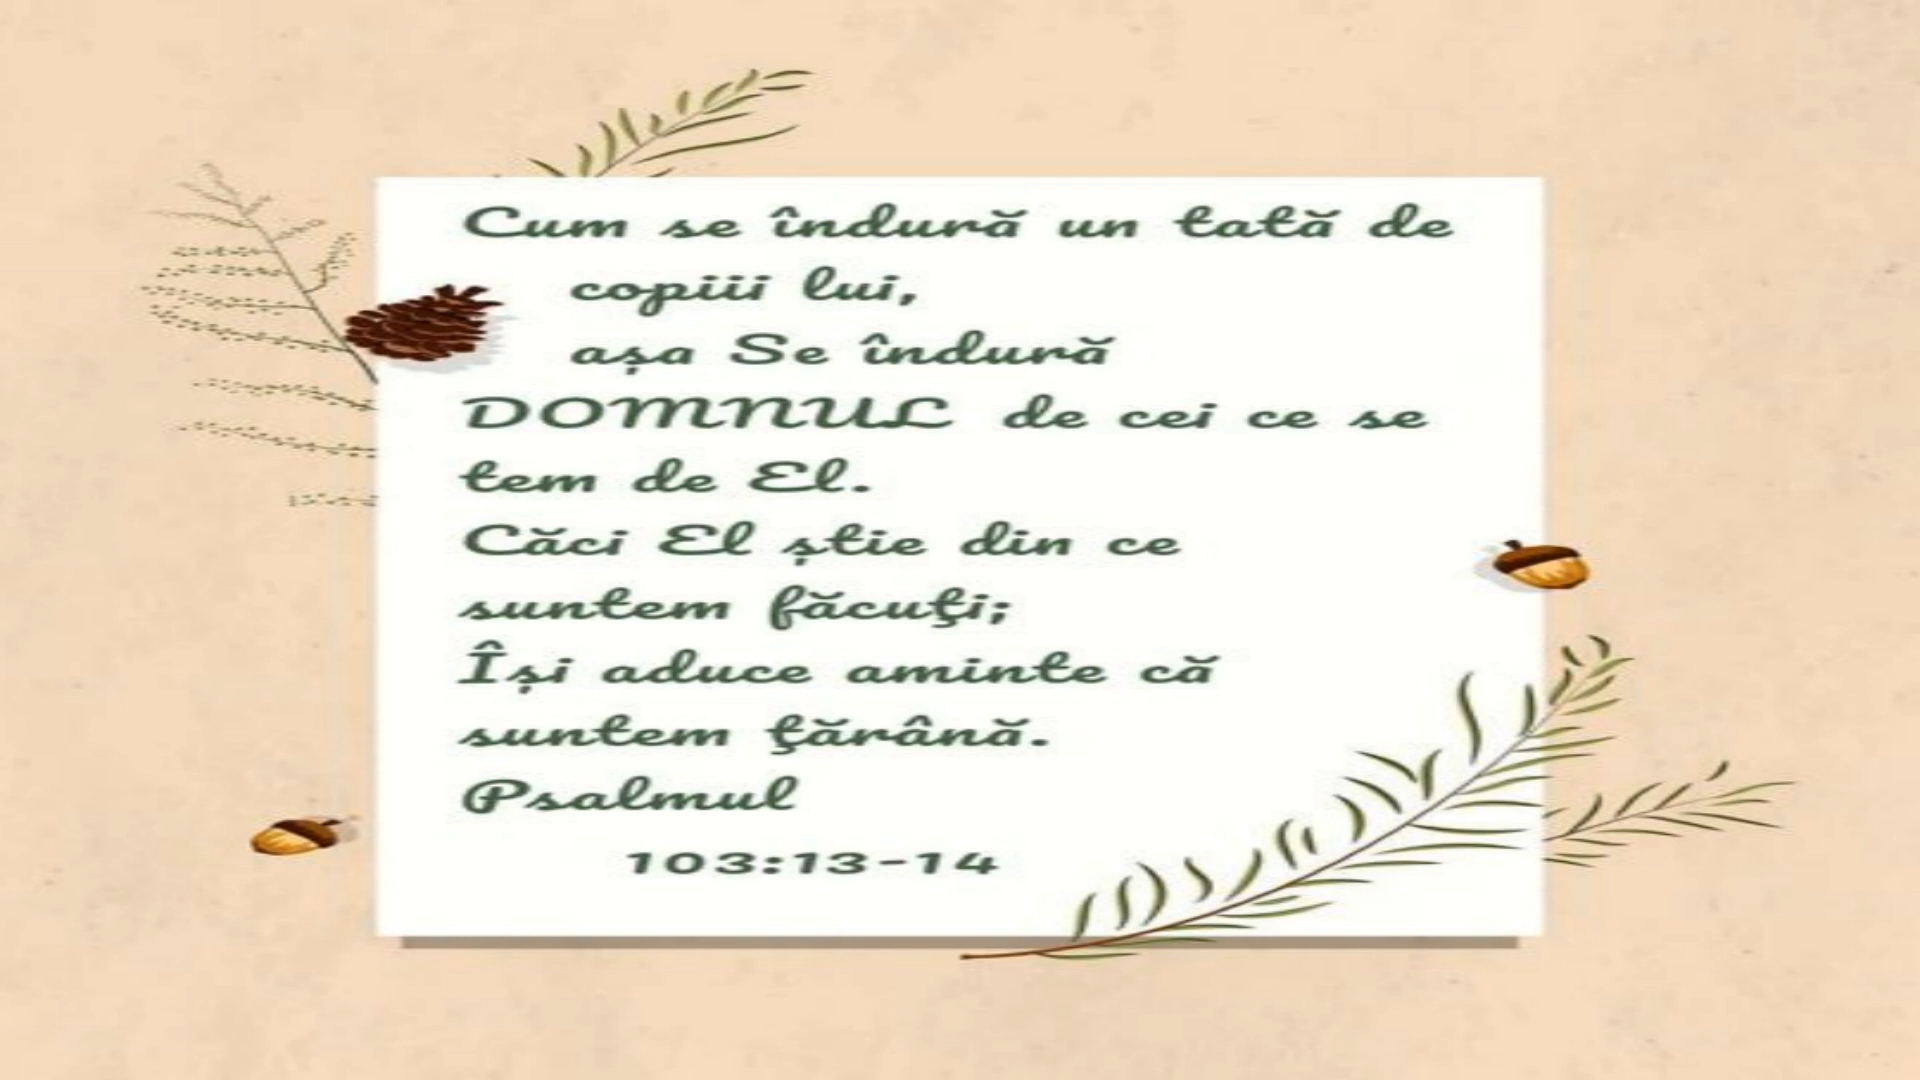 Cum se îndură un tată de
copiii lui,
așa Se îndură
DOMNUL de cei ce se
tem de El.
Căci El știe din ce
suntem făcuţi;
Își aduce aminte că
suntem ţărână.
Psalmul
103:13-14